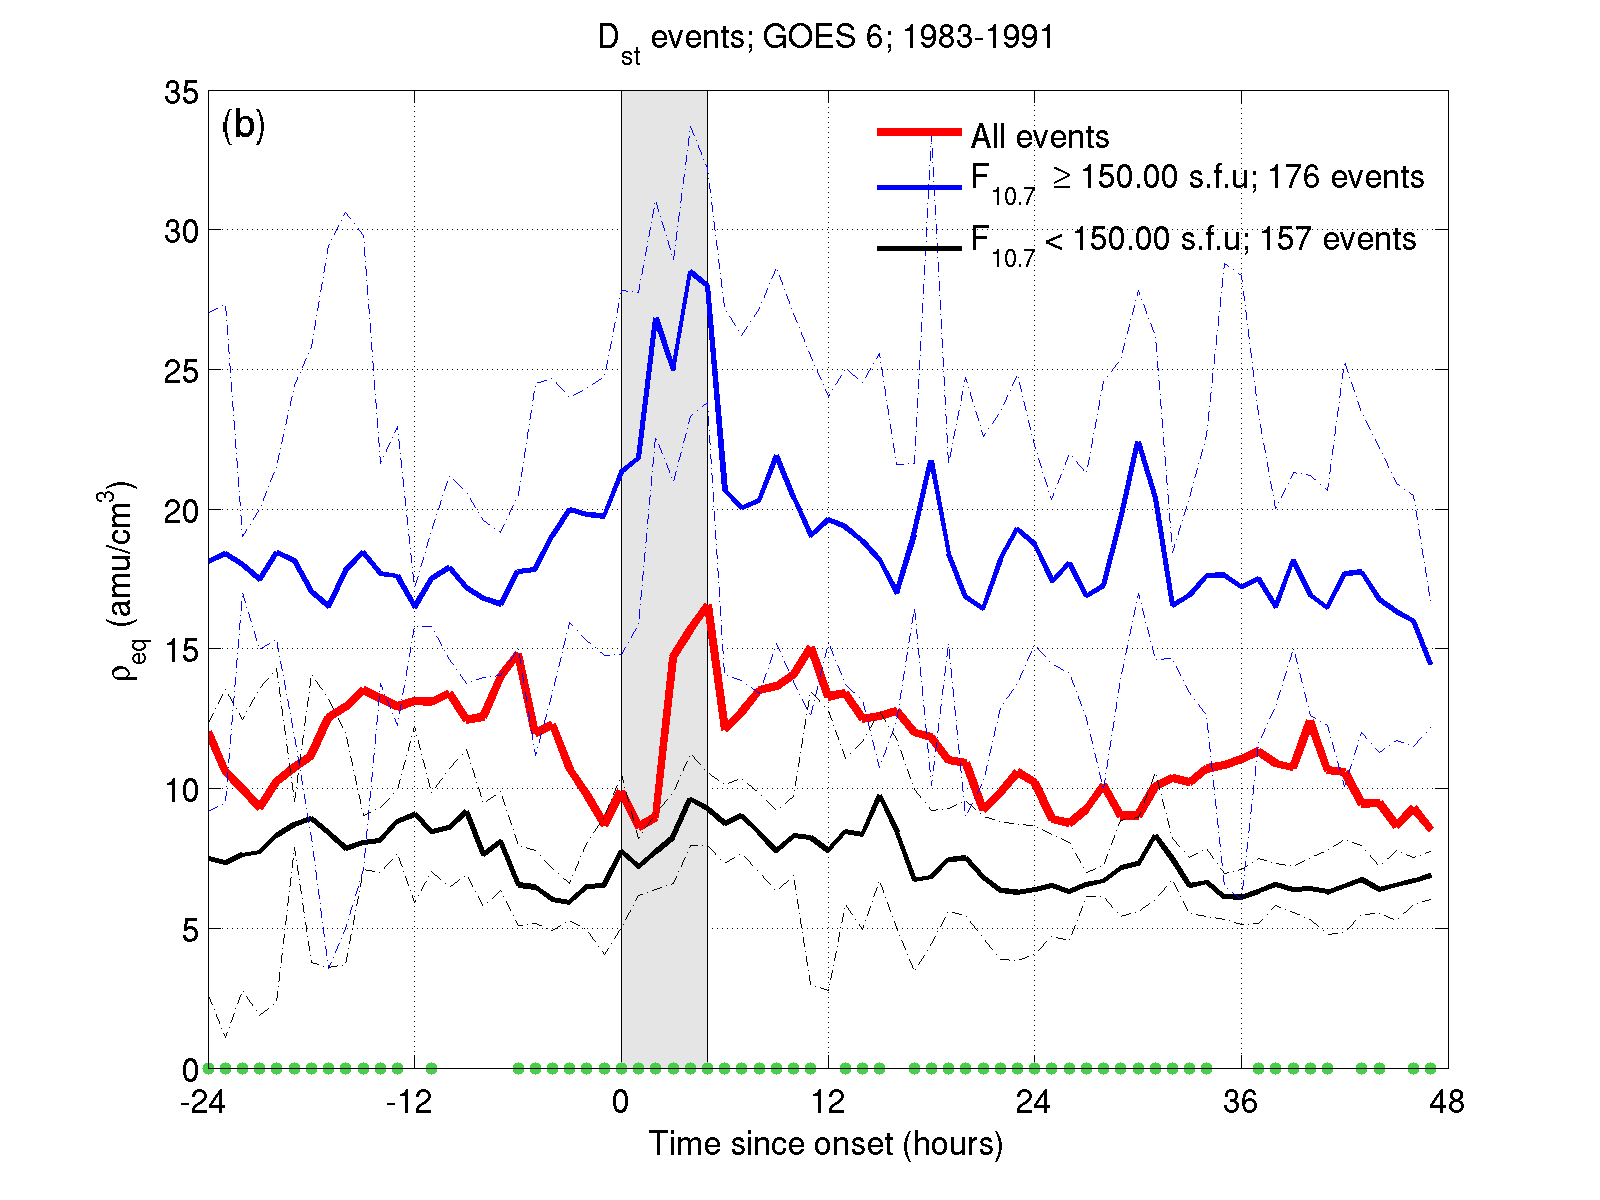 D_st events; GOES 6; 1983-1991
(b)
All events
F_10.7 ≥ 150.00 s.f.u; 176 events
F_10.7 < 150.00 s.f.u; 157 events
35
30
25
20
15
10
5
0
ρ_eq (amu/cm^3)
-24 -12 0 12 24 36 48
Time since onset (hours)